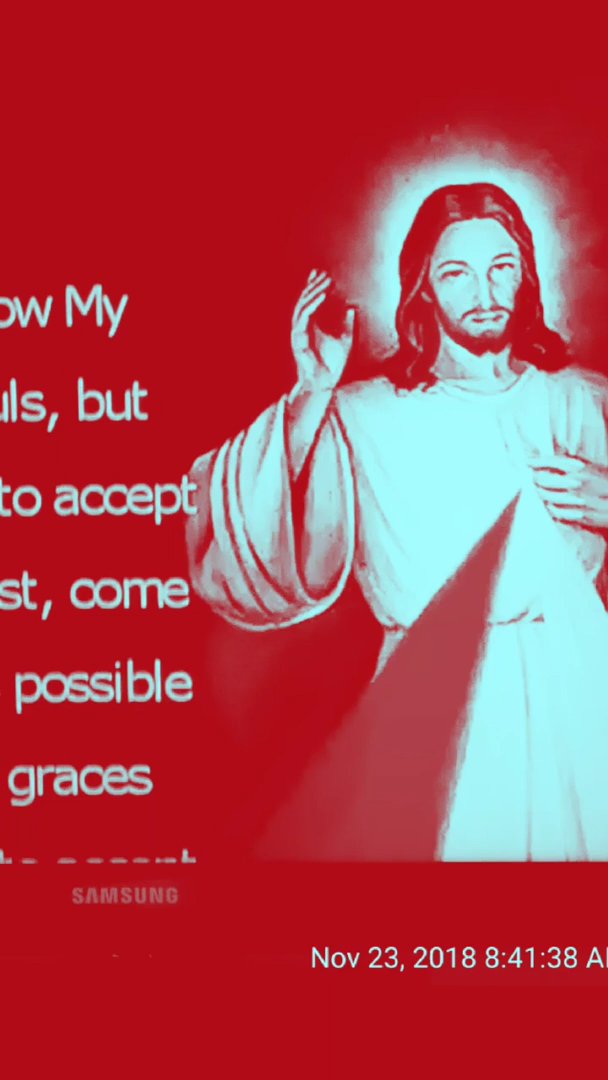 ow My
uls, but
to accept
st, come
possible
graces
SAMSUNG
Nov 23, 2018 8:41:38 A